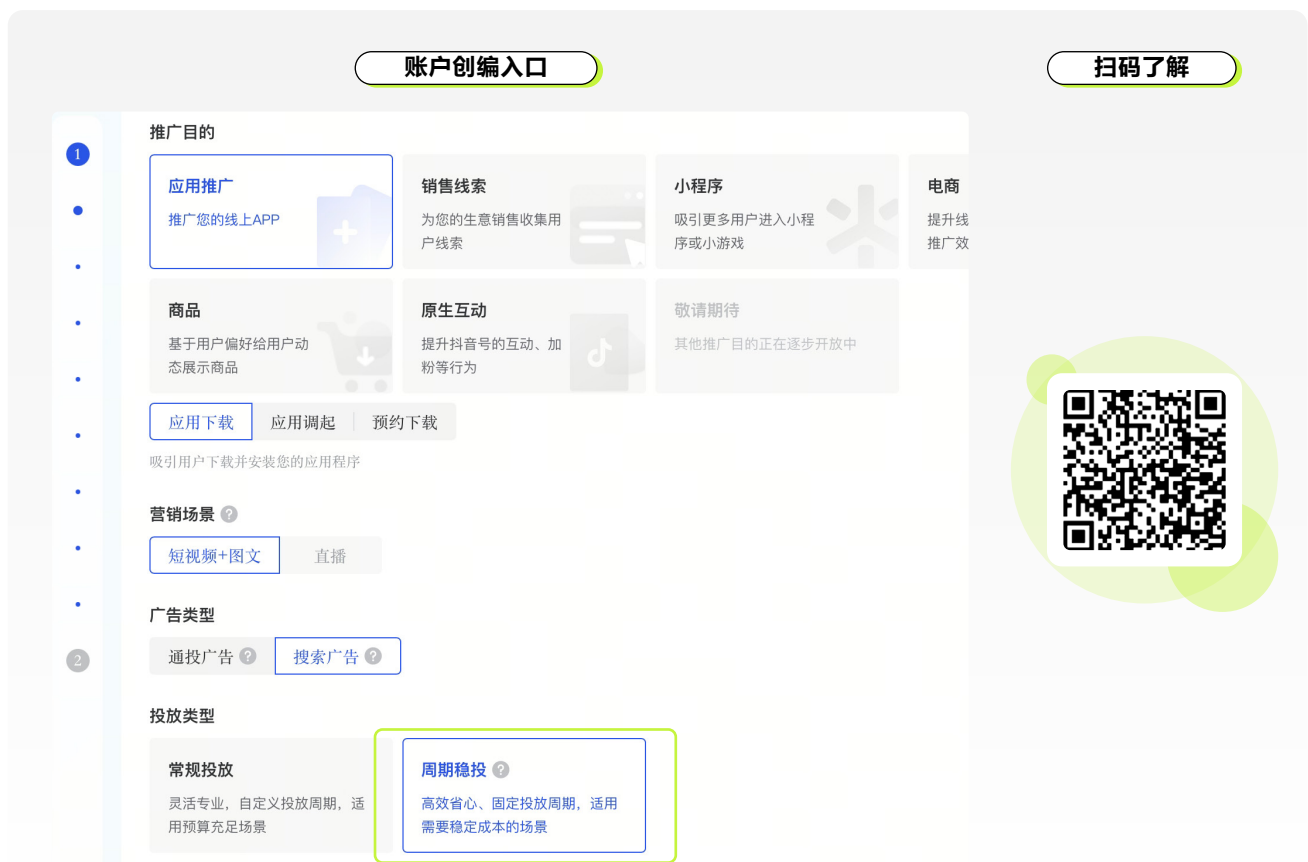 账户创编入口
扫码了解
推广目的
1
应用推广
推广您的线上APP
销售线索
为您的生意销售收集用
户线索
小程序
吸引更多用户进入小程
序或小游戏
电商
提升线
推广效
商品
基于用户偏好给用户动
态展示商品
原生互动
提升抖音号的互动、加
粉等行为
敬请期待
其他推广目的正在逐步开放中
应用下载 应用调起 预约下载
吸引用户下载并安装您的应用程序
营销场景 ?
短视频+图文 直播
广告类型
通投广告 ? 搜索广告 ?
2
投放类型
常规投放
灵活专业，自定义投放周期，适
用预算充足场景
周期稳投 ?
高效省心、固定投放周期，适用
需要稳定成本的场景